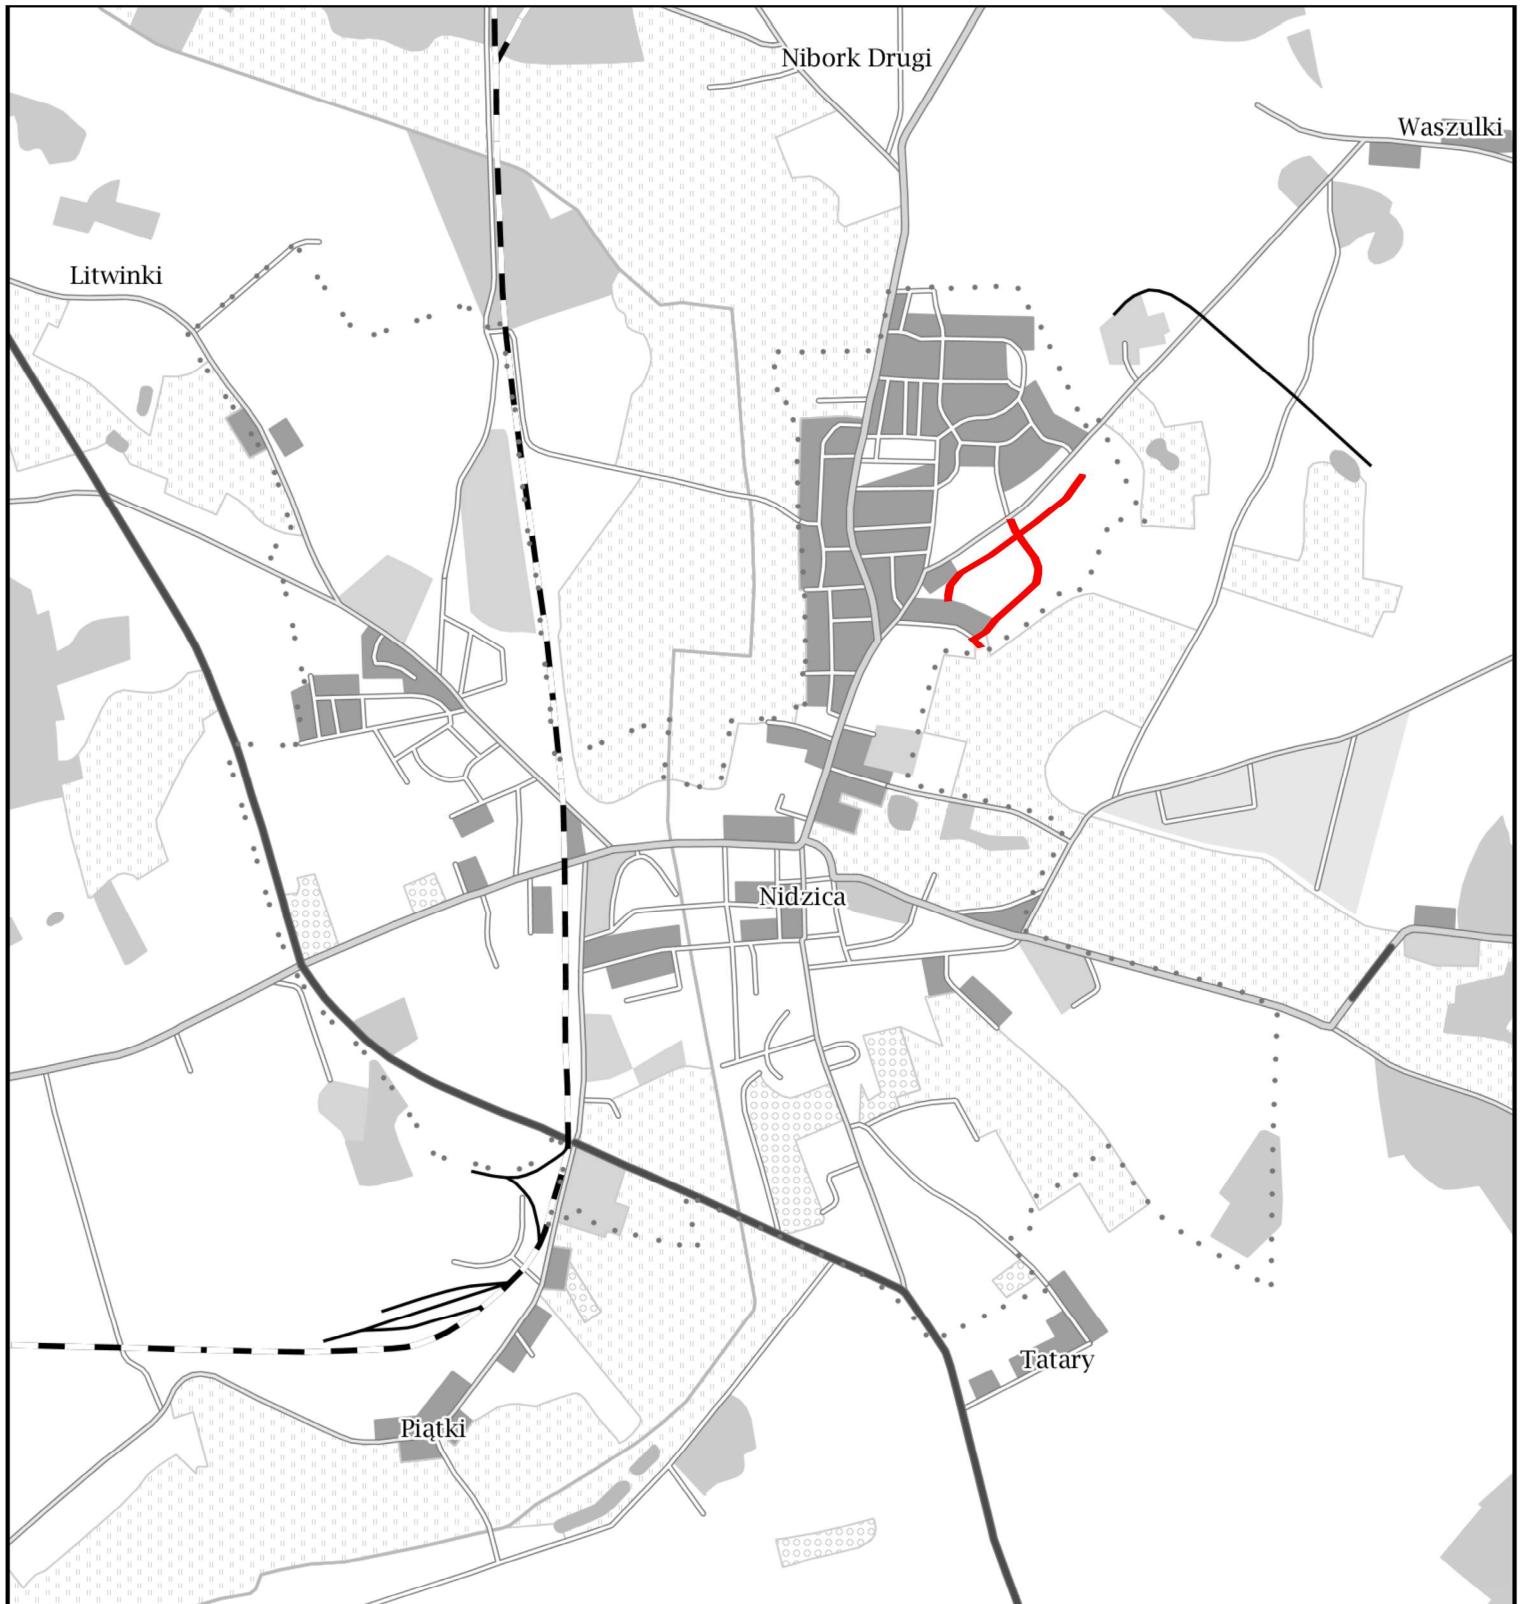 Nibork Drugi
Waszulki
Litwinki
Nidzica
Tatary
Piątki